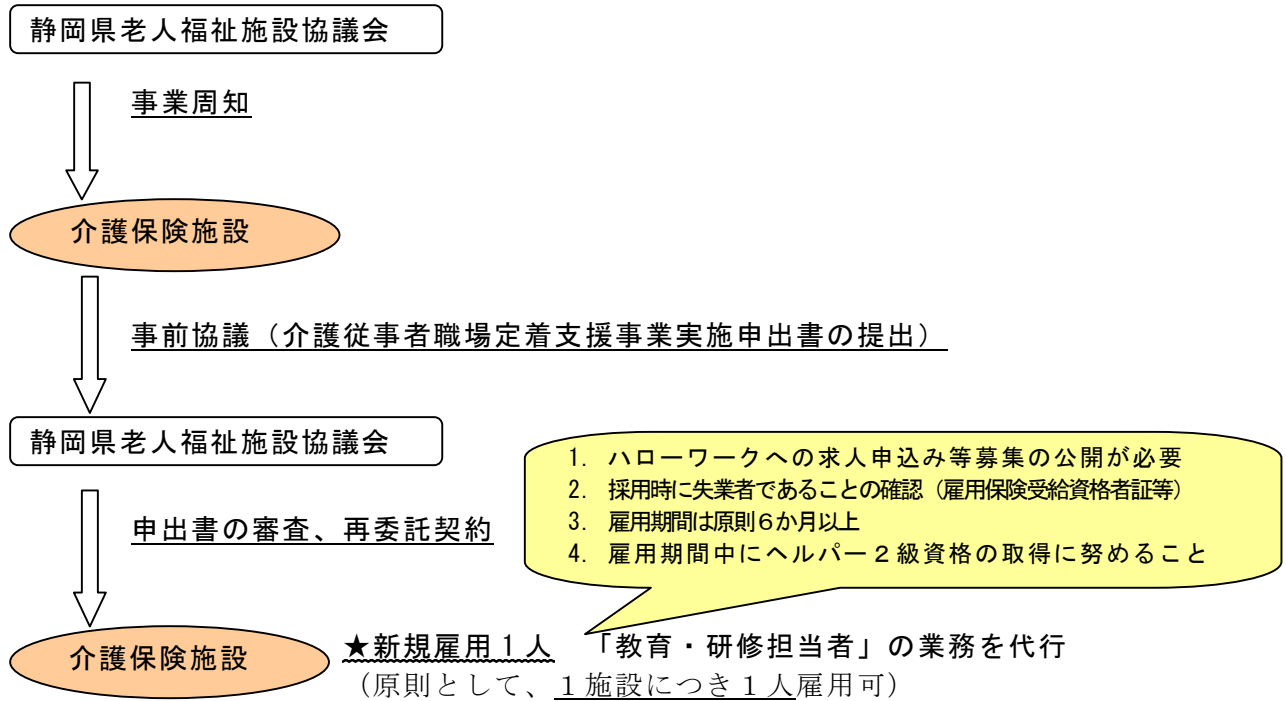 静岡県老人福祉施設協議会
事業周知
介護保険施設
事前協議（介護従事者職場定着支援事業実施申出書の提出）
静岡県老人福祉施設協議会
1. ハローワークへの求人申込み等募集の公開が必要
2. 採用時に失業者であることの確認（雇用保険受給資格者証等）
3. 雇用期間は原則６か月以上
4. 雇用期間中にヘルパー２級資格の取得に努めること
申出書の審査、再委託契約
介護保険施設
★新規雇用１人　「教育・研修担当者」の業務を代行
（原則として、１施設につき１人雇用可）